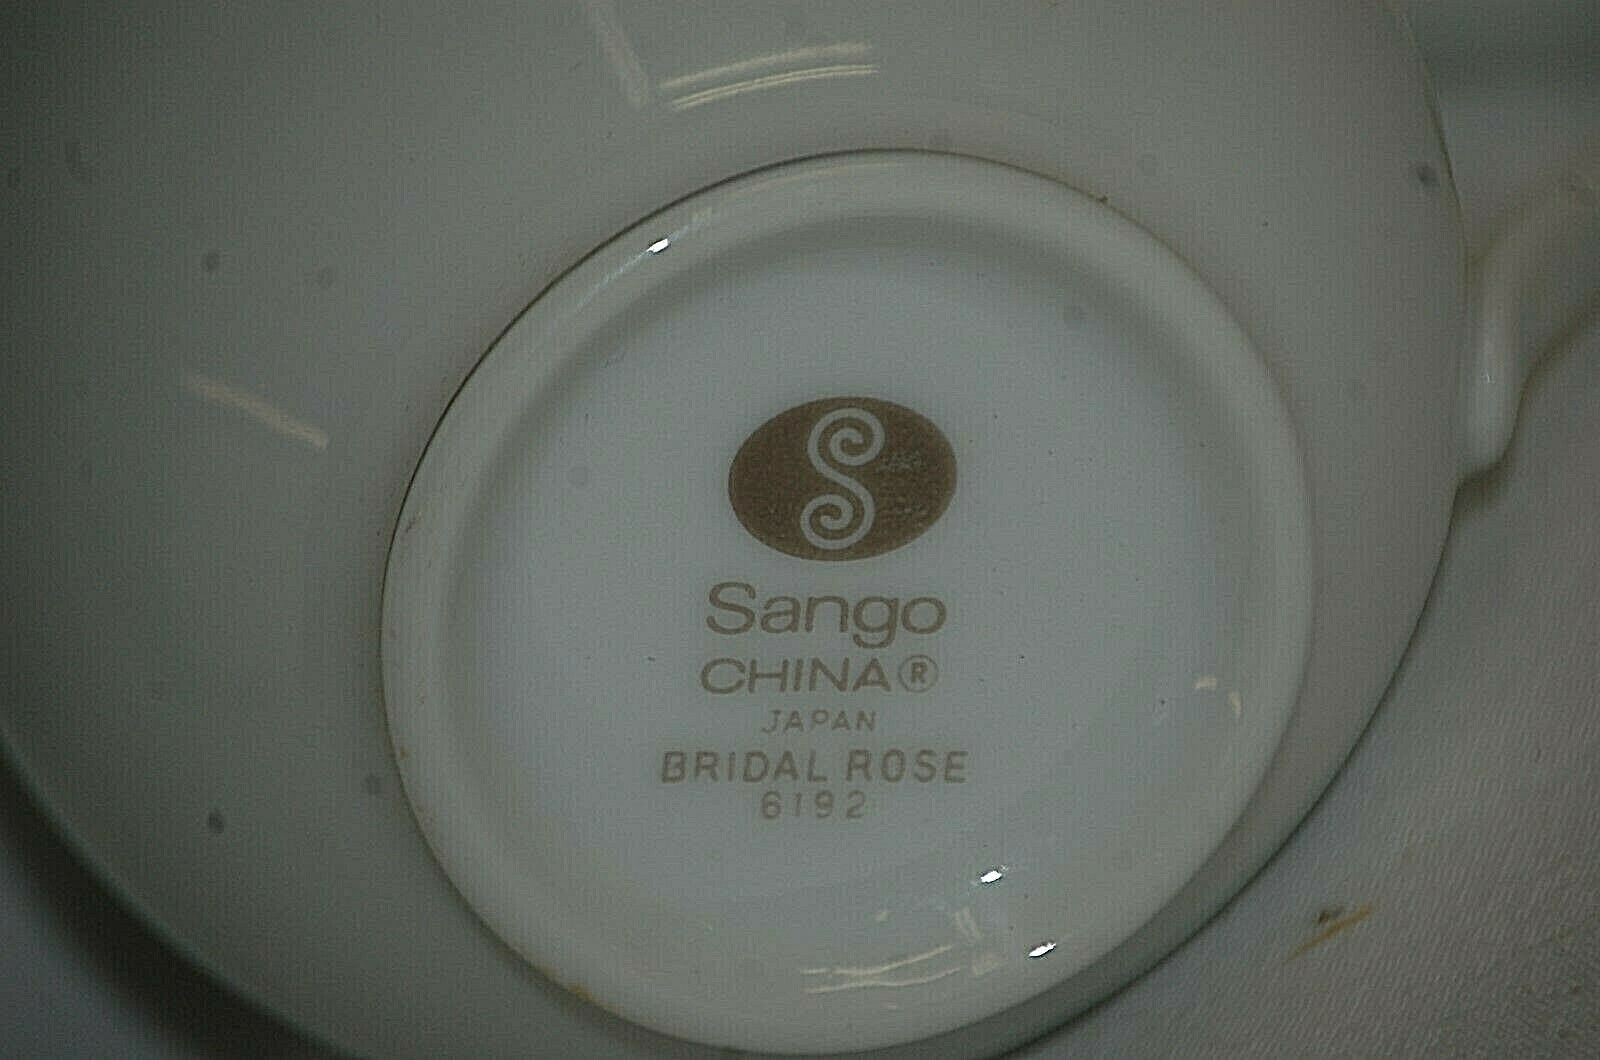 Sango
CHINA®
JAPAN
BRIDAL ROSE
6192